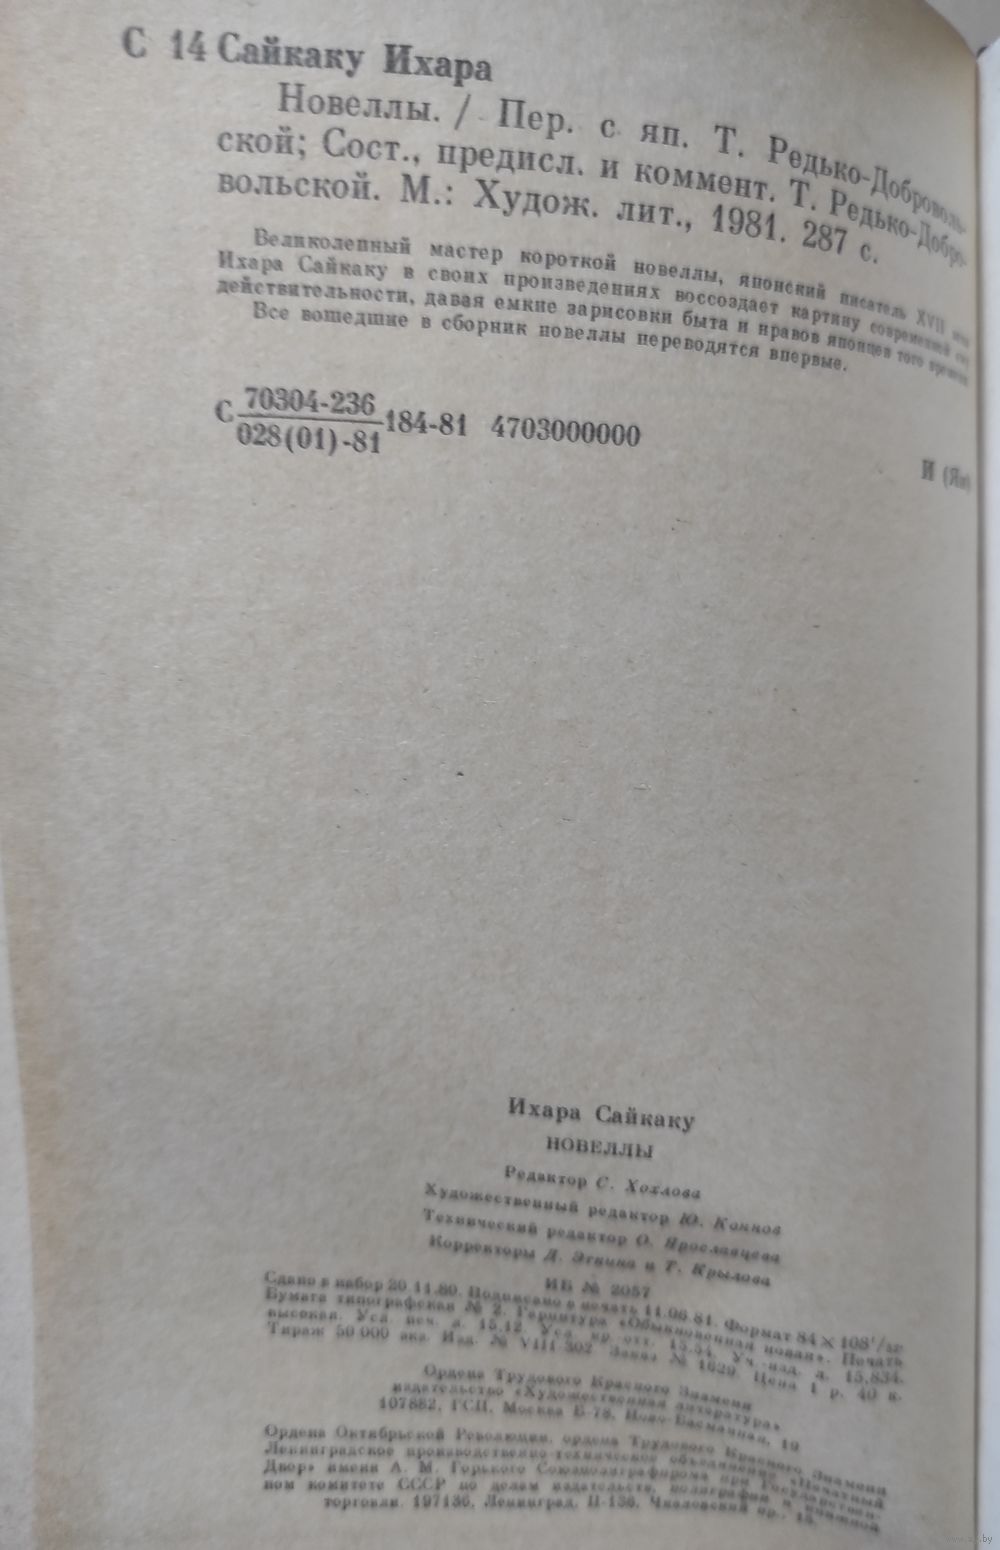 С 14 Сайкаку Ихара
Новеллы. / Пер. с яп. Т. Редько-Доброволь-
ской; Сост., предисл. и коммент. Т. Редько-Добро-
вольской. М.: Худож. лит., 1981. 287 с.
Великолепный мастер короткой новеллы, японский писатель XVII
Ихара Сайкаку в своих произведениях воссоздает картину современной
действительности, давая емкие зарисовки быта и нравов японцев того времени
Все вошедшие в сборник новеллы переводятся впервые.
С 70304-236
028(01)-81 184-81 4703000000
И (Яп)
Ихара Сайкаку
НОВЕЛЛЫ
Редактор С. Хохлова
Художественный редактор Ю. Коннов
Технический редактор О. Ярославцева
Корректоры Д. Эткина и Т. Крылова
ИБ № 2057
Сдано в набор 20.11.80. Подписано в печать 11.06.81. Формат 84×108¹/₃₂.
Бумага типографская № 2. Гарнитура «Обыкновенная новая». Печать
высокая. Усл. печ. л. 15,12. Усл. кр. отт. 15,54. Уч.-изд. л. 15,834.
Тираж 50 000 экз. Изд. № VIII-302. Заказ № 1629. Цена 1 р. 40 к.
Ордена Трудового Красного Знамени
издательство «Художественная литература»
107882, ГСП, Москва Б-78, Ново-Басманная, 19
Ордена Октябрьской Революции, ордена Трудового Красного Знамени
Ленинградское производственно-техническое объединение «Печатный
Двор» имени А. М. Горького Союзполиграфпрома при Государствен-
ном комитете СССР по делам издательств, полиграфии и книжной
торговли. 197136, Ленинград, П-136, Чкаловский пр., 15.